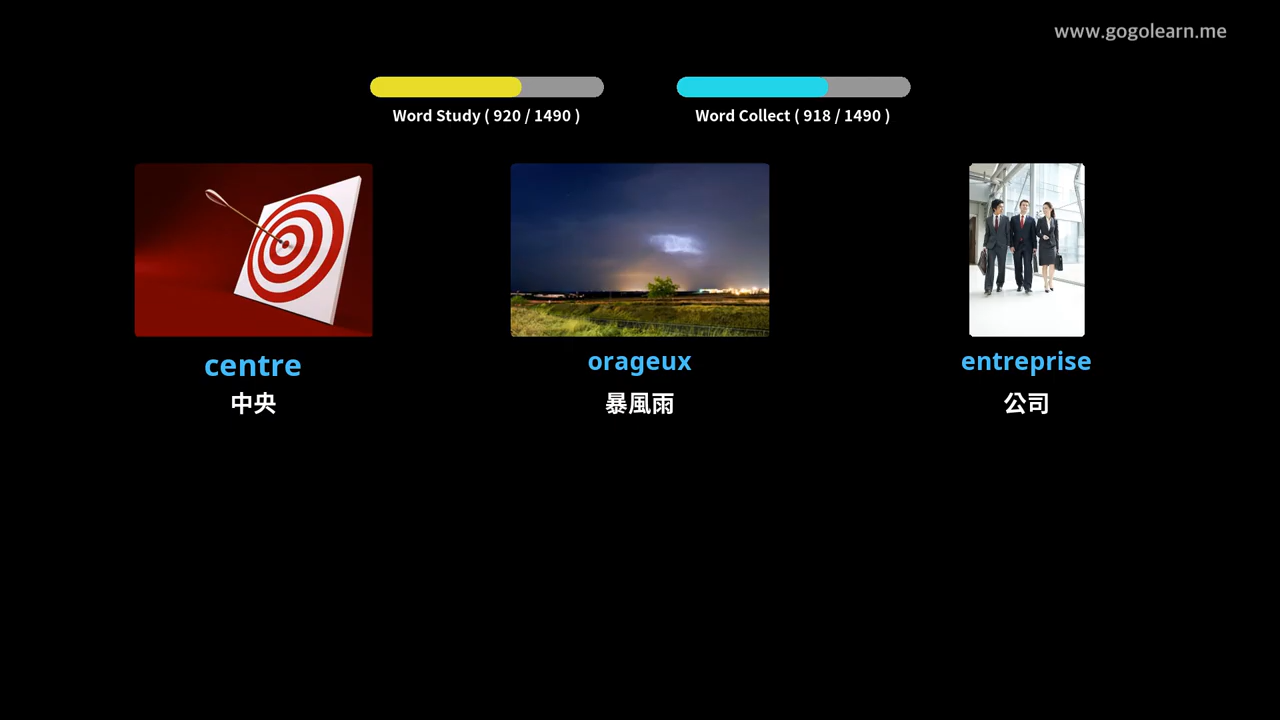 www.gogolearn.me
Word Study ( 920 / 1490 )
Word Collect ( 918 / 1490 )
centre
中央
orageux
暴風雨
entreprise
公司